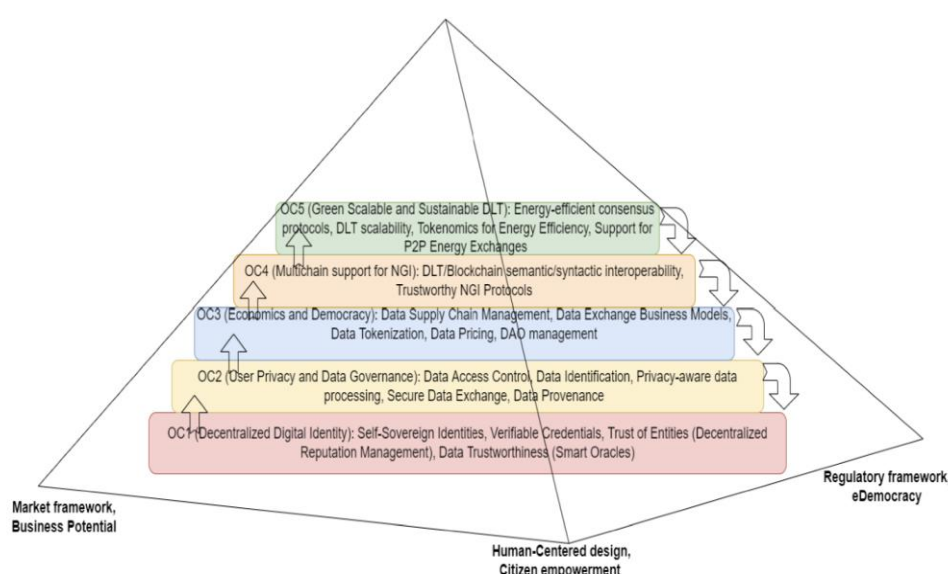 OC5 (Green Scalable and Sustainable DLT): Energy-efficient consensus
protocols, DLT scalability, Tokenomics for Energy Efficiency, Support for
P2P Energy Exchanges
OC4 (Multichain support for NGI): DLT/Blockchain semantic/syntactic interoperability,
Trustworthy NGI Protocols
OC3 (Economics and Democracy): Data Supply Chain Management, Data Exchange Business Models,
Data Tokenization, Data Pricing, DAO management
OC2 (User Privacy and Data Governance): Data Access Control, Data Identification, Privacy-aware data
processing, Secure Data Exchange, Data Provenance
OC1 (Decentralized Digital Identity): Self-Sovereign Identities, Verifiable Credentials, Trust of Entities (Decentralized
Reputation Management), Data Trustworthiness (Smart Oracles)
Market framework,
Business Potential
Human-Centered design,
Citizen empowerment
Regulatory framework
eDemocracy